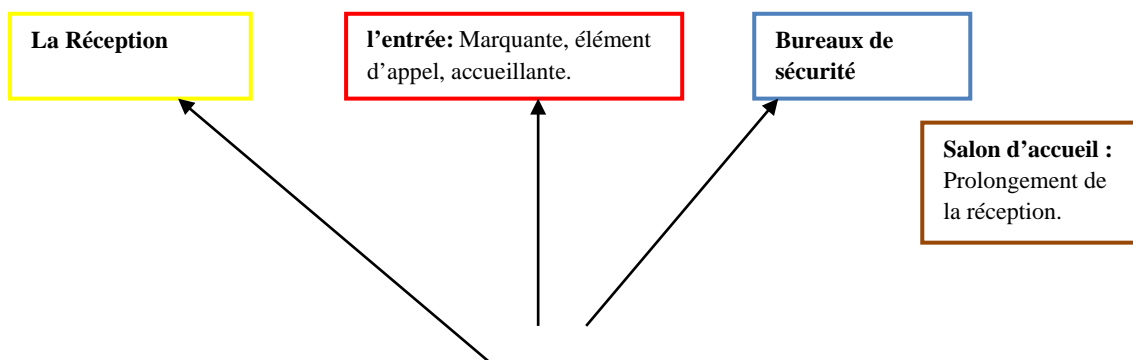 La Réception
l’entrée: Marquante, élément
d’appel, accueillante.
Bureaux de
sécurité
Salon d’accueil :
Prolongement de
la réception.